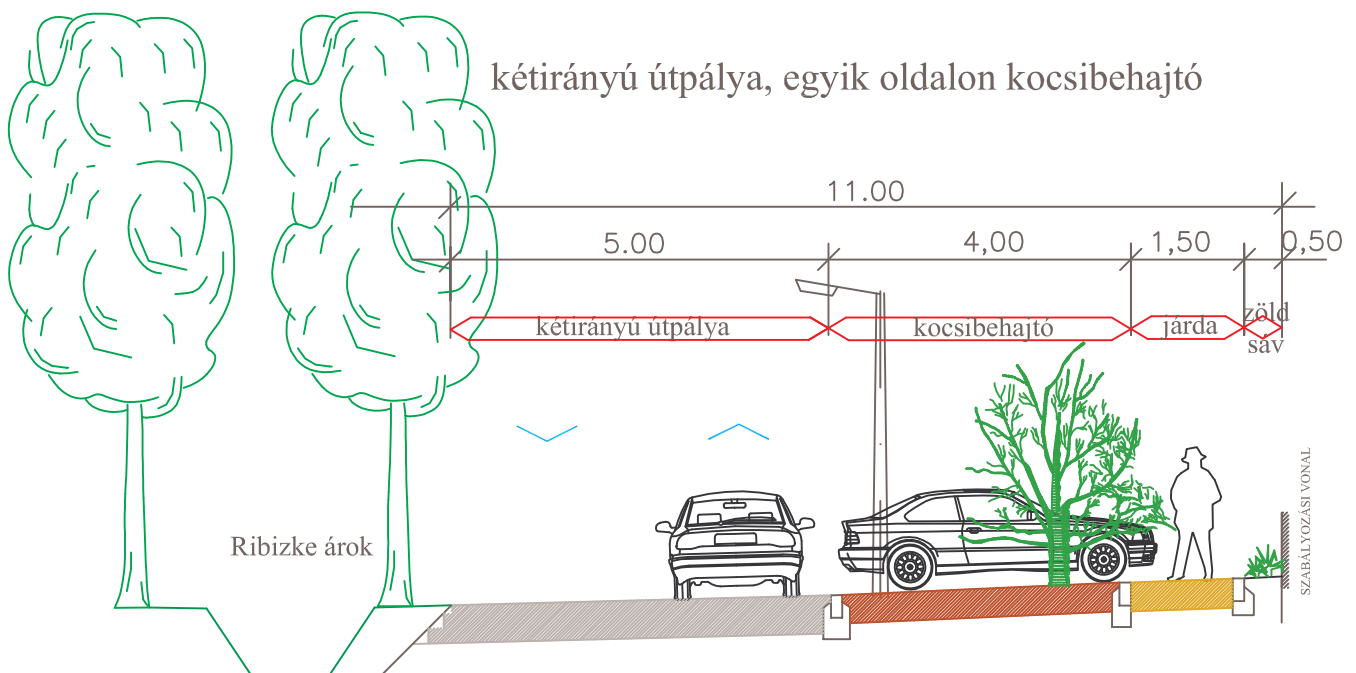 kétirányú útpálya, egyik oldalon kocsibehajtó
11.00
5.00 4,00 1,50 0,50
kétirányú útpálya kocsibehajtó járda zöld
sáv
Ribizke árok
SZABÁLYOZÁSI VONAL